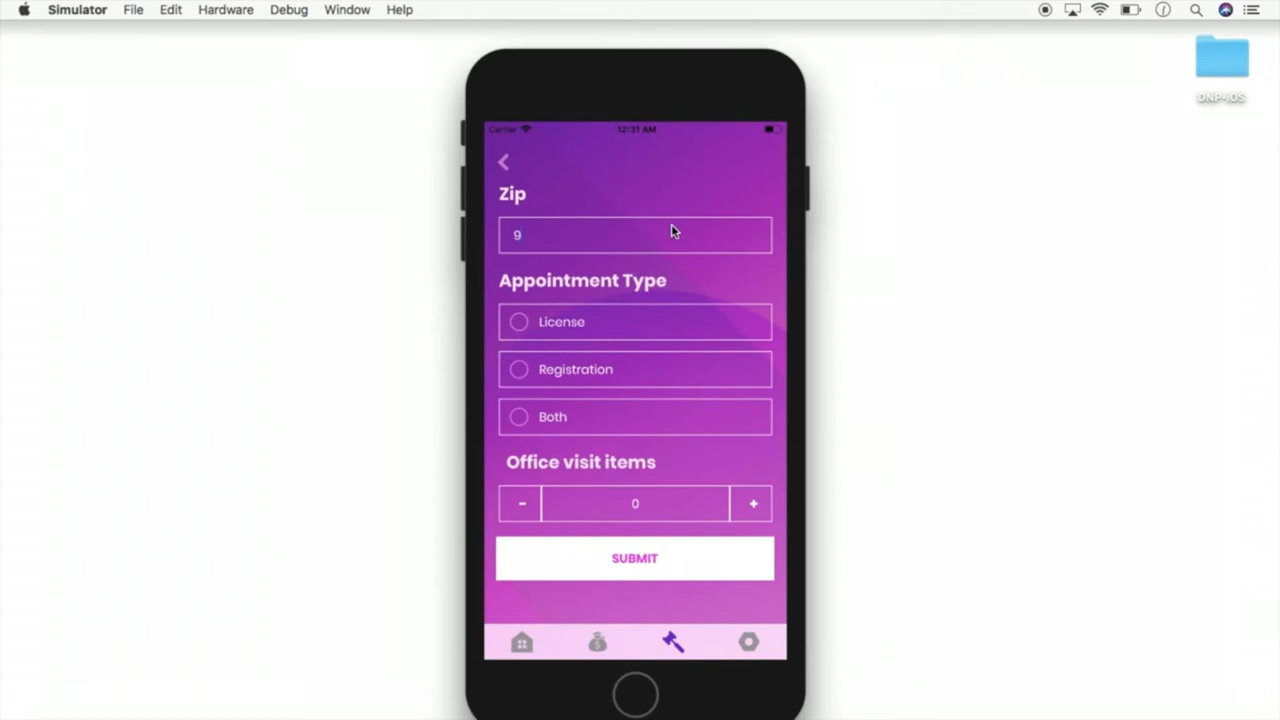 Simulator File Edit Hardware Debug Window Help
DNP-iOS
Carrier 12:31 AM
Zip
9
Appointment Type
License
Registration
Both
Office visit items
- 0 +
SUBMIT